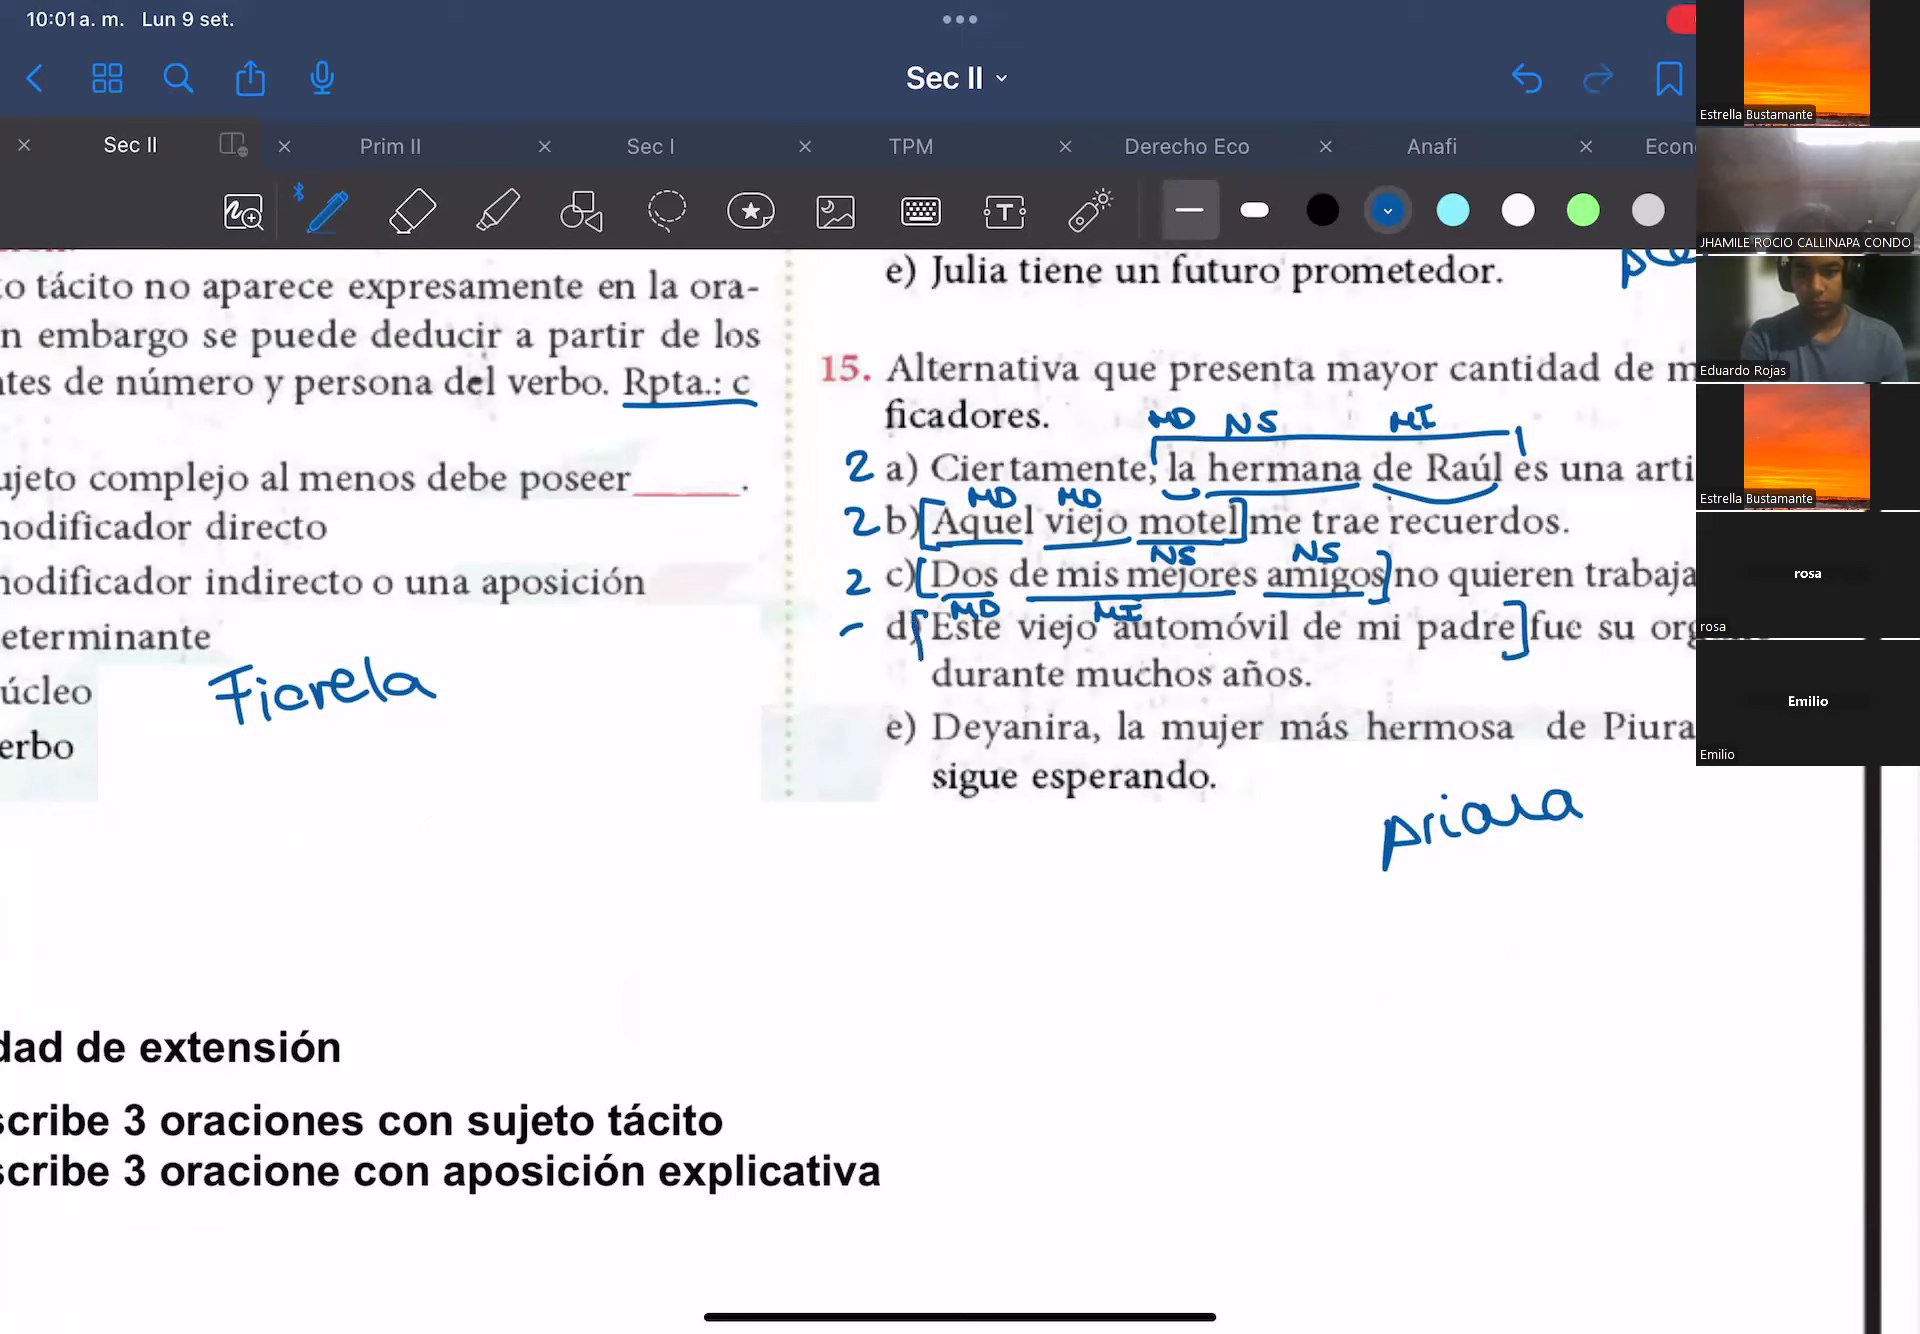 10:01 a. m. Lun 9 set.
Sec II
Sec II
Prim II
Sec I
TPM
Derecho Eco
Anafi
Econ
to tácito no aparece expresamente en la ora-
n embargo se puede deducir a partir de los
tes de número y persona del verbo. Rpta.: c
ujeto complejo al menos debe poseer______.
modificador directo
modificador indirecto o una aposición
eterminante
úcleo
erbo
Fiorela
e) Julia tiene un futuro prometedor.
15. Alternativa que presenta mayor cantidad de m
ficadores.
MD NS MI
2 a) Ciertamente, la hermana de Raúl es una arti
MD MD
2 b) [Aquel viejo motel] me trae recuerdos.
NS NS
2 c) [Dos de mis mejores amigos] no quieren trabaja
MD MI
d) [Este viejo automóvil de mi padre] fue su org
durante muchos años.
e) Deyanira, la mujer más hermosa de Piura
sigue esperando.
Ariana
dad de extensión
scribe 3 oraciones con sujeto tácito
scribe 3 oracione con aposición explicativa
Estrella Bustamante
JHAMILE ROCIO CALLINAPA CONDO
Eduardo Rojas
Estrella Bustamante
rosa
rosa
Emilio
Emilio